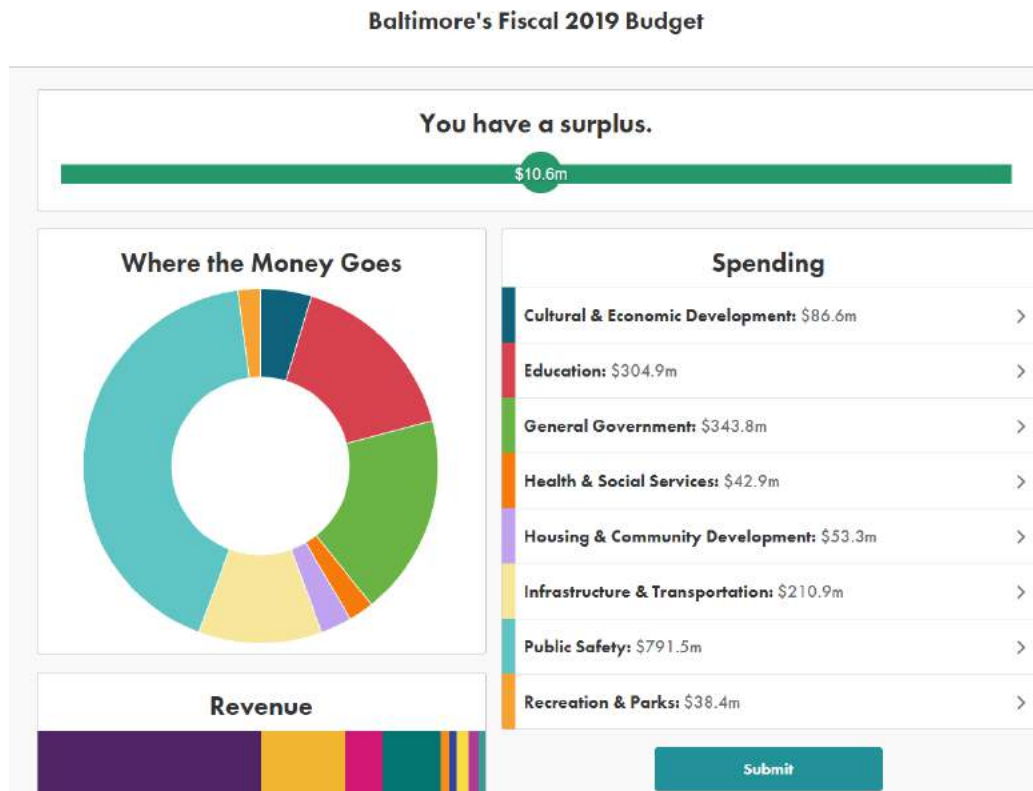 Baltimore's Fiscal 2019 Budget
You have a surplus.
$10.6m
Where the Money Goes
Spending
Cultural & Economic Development: $86.6m
Education: $304.9m
General Government: $343.8m
Health & Social Services: $42.9m
Housing & Community Development: $53.3m
Infrastructure & Transportation: $210.9m
Public Safety: $791.5m
Recreation & Parks: $38.4m
Revenue
Submit